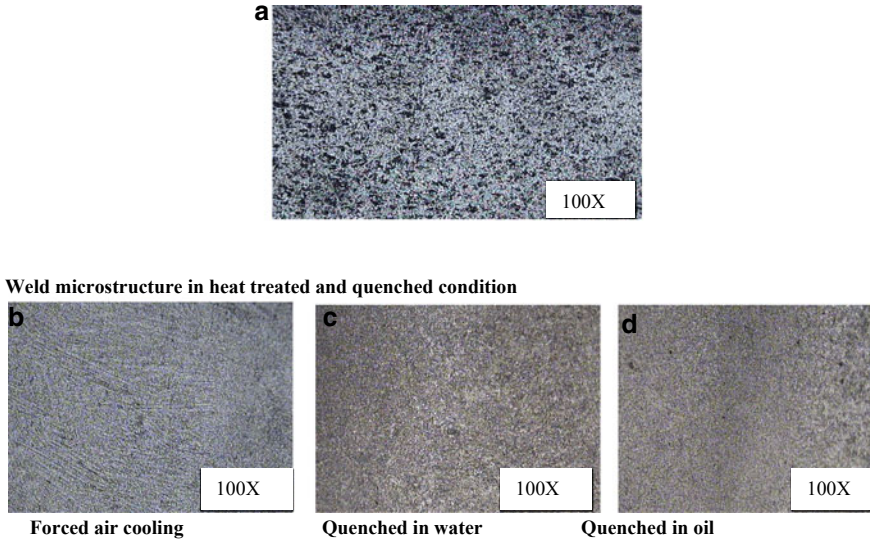 a
100X
Weld microstructure in heat treated and quenched condition
b c d
100X 100X 100X
Forced air cooling Quenched in water Quenched in oil